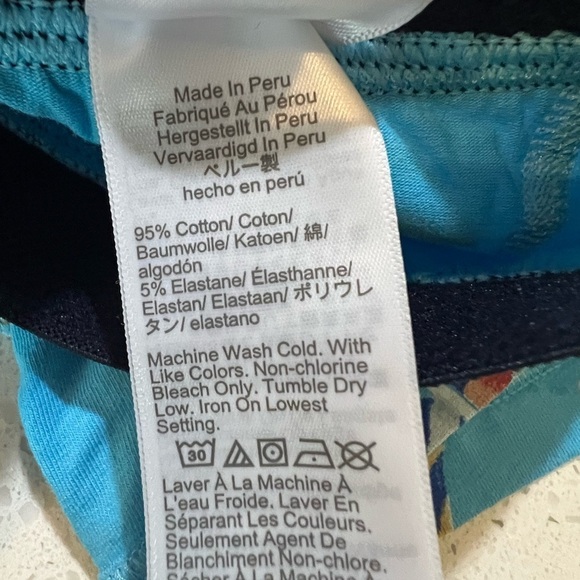 Made In Peru
Fabriqué Au Pérou
Hergestellt In Peru
Vervaardigd In Peru
ペルー製
hecho en perú
95% Cotton/ Coton/
Baumwolle/ Katoen/ 綿/
algodón
5% Elastane/ Élasthanne/
Elastan/ Elastaan/ ポリウレ
タン/ elastano
Machine Wash Cold. With
Like Colors. Non-chlorine
Bleach Only. Tumble Dry
Low. Iron On Lowest
Setting.
30
Laver À La Machine À
L'eau Froide. Laver En
Séparant Les Couleurs.
Seulement Agent De
Blanchiment Non-chlore.
Sécher À La Machine À